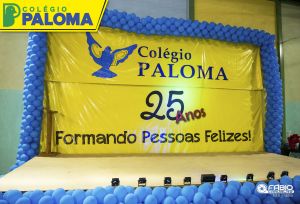 COLÉGIO
PALOMA
Colégio
PALOMA
25
Anos
Formando Pessoas Felizes!
FÁBIO